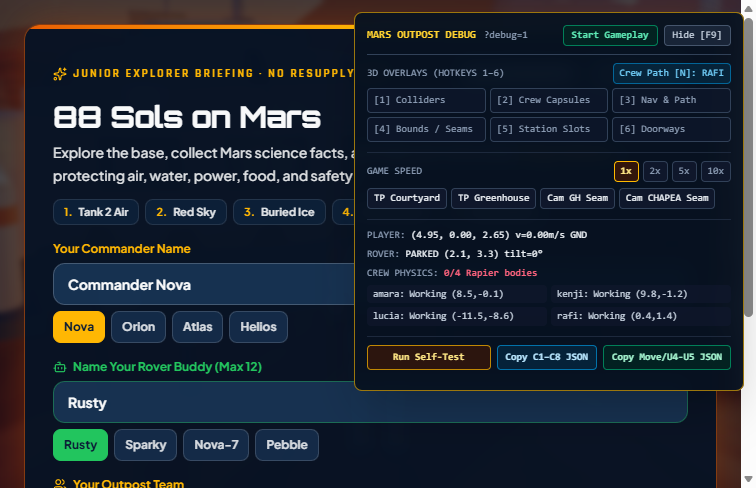 JUNIOR EXPLORER BRIEFING · NO RESUPPLY
88 Sols on Mars
Explore the base, collect Mars science facts,
protecting air, water, power, food, and safety
1. Tank 2 Air
2. Red Sky
3. Buried Ice
4.
Your Commander Name
Commander Nova
Nova
Orion
Atlas
Helios
Name Your Rover Buddy (Max 12)
Rusty
Rusty
Sparky
Nova-7
Pebble
Your Outpost Team
MARS OUTPOST DEBUG ?debug=1
Start Gameplay
Hide [F9]
3D OVERLAYS (HOTKEYS 1-6)
Crew Path [N]: RAFI
[1] Colliders
[2] Crew Capsules
[3] Nav & Path
[4] Bounds / Seams
[5] Station Slots
[6] Doorways
GAME SPEED
1x
2x
5x
10x
TP Courtyard
TP Greenhouse
Cam GH Seam
Cam CHAPEA Seam
PLAYER: (4.95, 0.00, 2.65) v=0.00m/s GND
ROVER: PARKED (2.1, 3.3) tilt=0°
CREW PHYSICS: 0/4 Rapier bodies
amara: Working (8.5,-0.1)
kenji: Working (9.8,-1.2)
lucia: Working (-11.5,-8.6)
rafi: Working (0.4,1.4)
Run Self-Test
Copy C1-C8 JSON
Copy Move/U4-U5 JSON